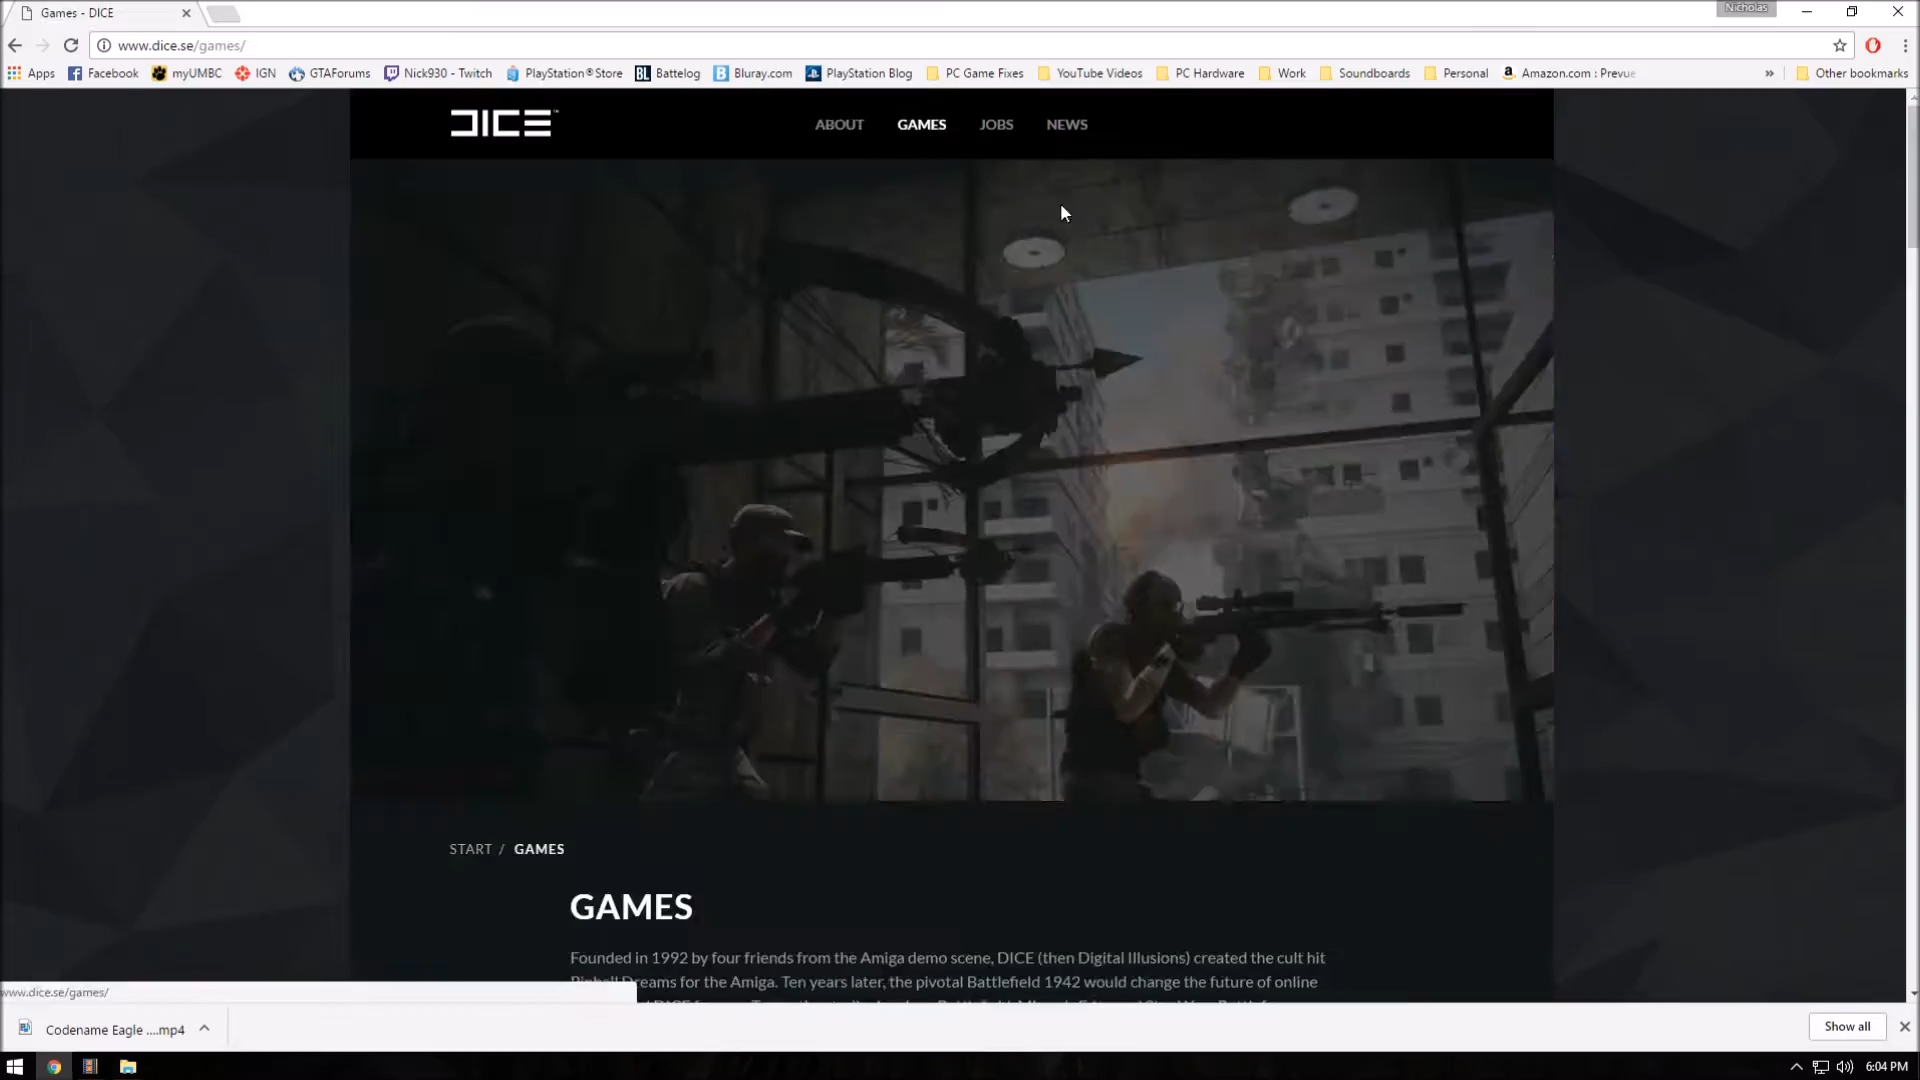 Games - DICE
Nicholas
www.dice.se/games/
Apps
Facebook
myUMBC
IGN
GTAForums
Nick930 - Twitch
PlayStation®Store
BL Battelog
B Bluray.com
PlayStation Blog
PC Game Fixes
YouTube Videos
PC Hardware
Work
Soundboards
Personal
a Amazon.com : Prevue
»
Other bookmarks
DICE™
ABOUT
GAMES
JOBS
NEWS
START / GAMES
GAMES
Founded in 1992 by four friends from the Amiga demo scene, DICE (then Digital Illusions) created the cult hit
Pinball Dreams for the Amiga. Ten years later, the pivotal Battlefield 1942 would change the future of online
www.dice.se/games/
Codename Eagle ....mp4
Show all
6:04 PM